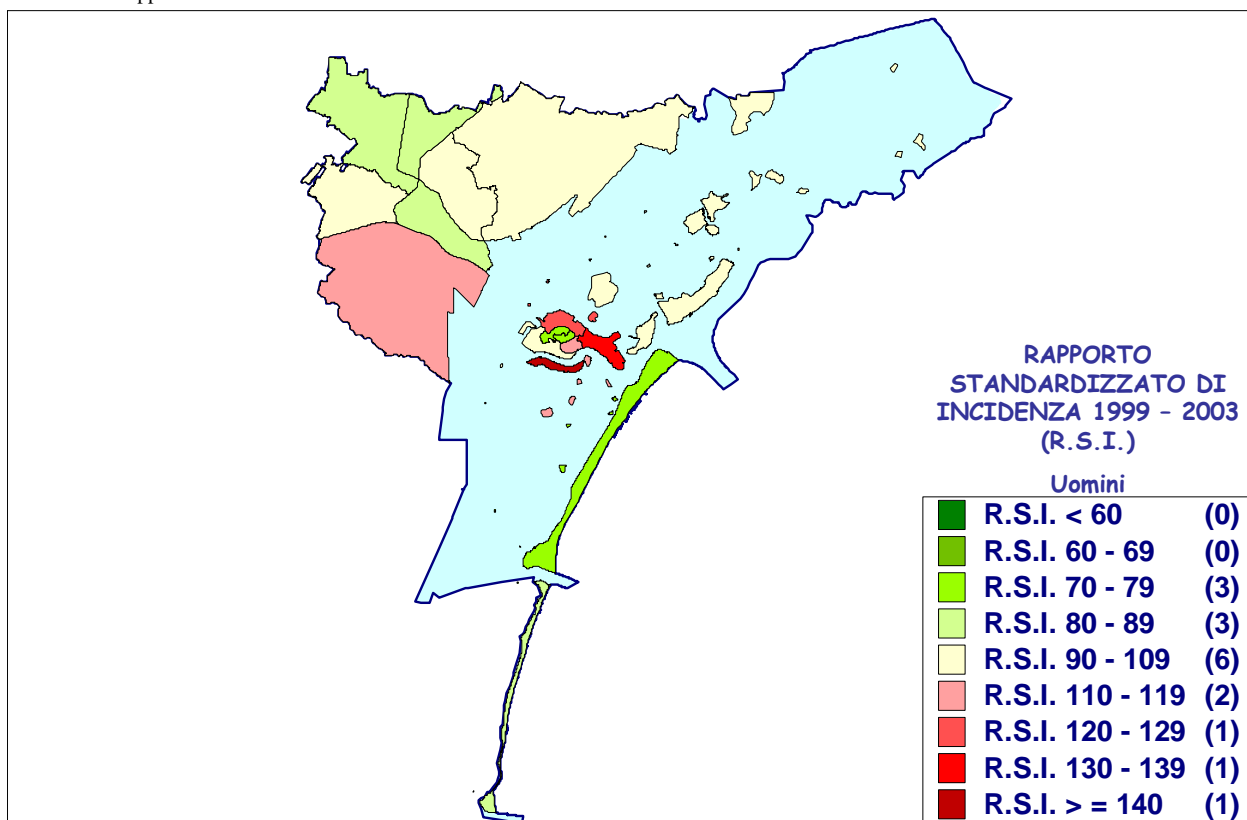 RAPPORTO
STANDARDIZZATO DI
INCIDENZA 1999 - 2003
(R.S.I.)
Uomini
R.S.I. < 60 (0)
R.S.I. 60 - 69 (0)
R.S.I. 70 - 79 (3)
R.S.I. 80 - 89 (3)
R.S.I. 90 - 109 (6)
R.S.I. 110 - 119 (2)
R.S.I. 120 - 129 (1)
R.S.I. 130 - 139 (1)
R.S.I. > = 140 (1)